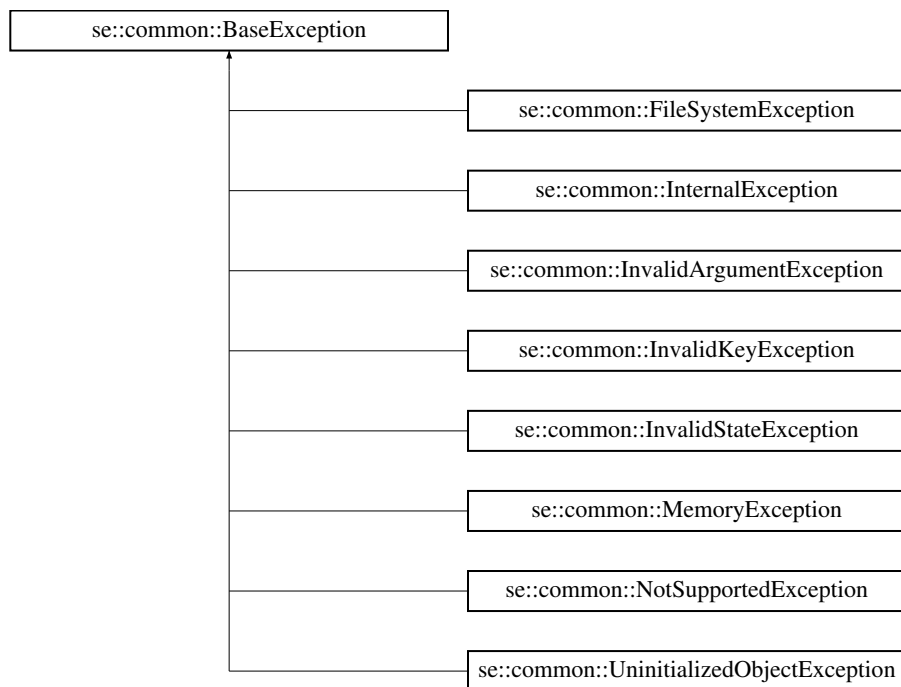 se::common::BaseException
se::common::FileSystemException
se::common::InternalException
se::common::InvalidArgumentException
se::common::InvalidKeyException
se::common::InvalidStateException
se::common::MemoryException
se::common::NotSupportedException
se::common::UninitializedObjectException